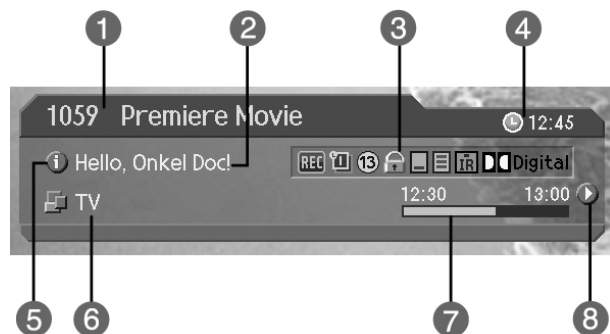 1 2 3 4
1059 Premiere Movie
12:45
i Hello, Onkel Doc!
REC 13 IR Digital
TV
12:30 13:00
5 6 7 8